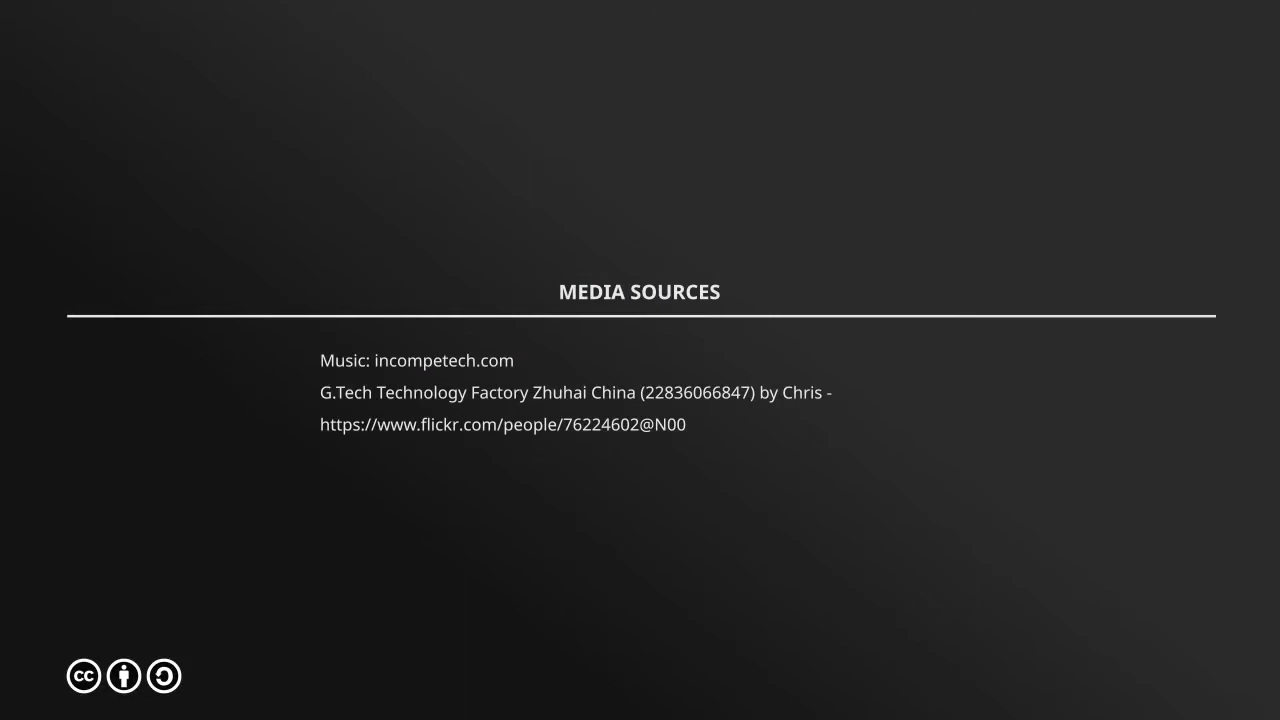 MEDIA SOURCES
Music: incompetech.com
G.Tech Technology Factory Zhuhai China (22836066847) by Chris -
https://www.flickr.com/people/76224602@N00
cc